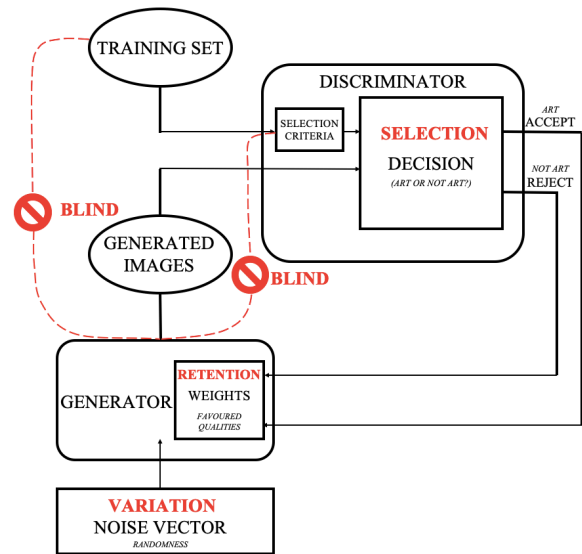 TRAINING SET
DISCRIMINATOR
SELECTION
CRITERIA
SELECTION
DECISION
(ART OR NOT ART?)
ART
ACCEPT
NOT ART
REJECT
BLIND
GENERATED
IMAGES
BLIND
GENERATOR
RETENTION
WEIGHTS
FAVOURED
QUALITIES
VARIATION
NOISE VECTOR
RANDOMNESS